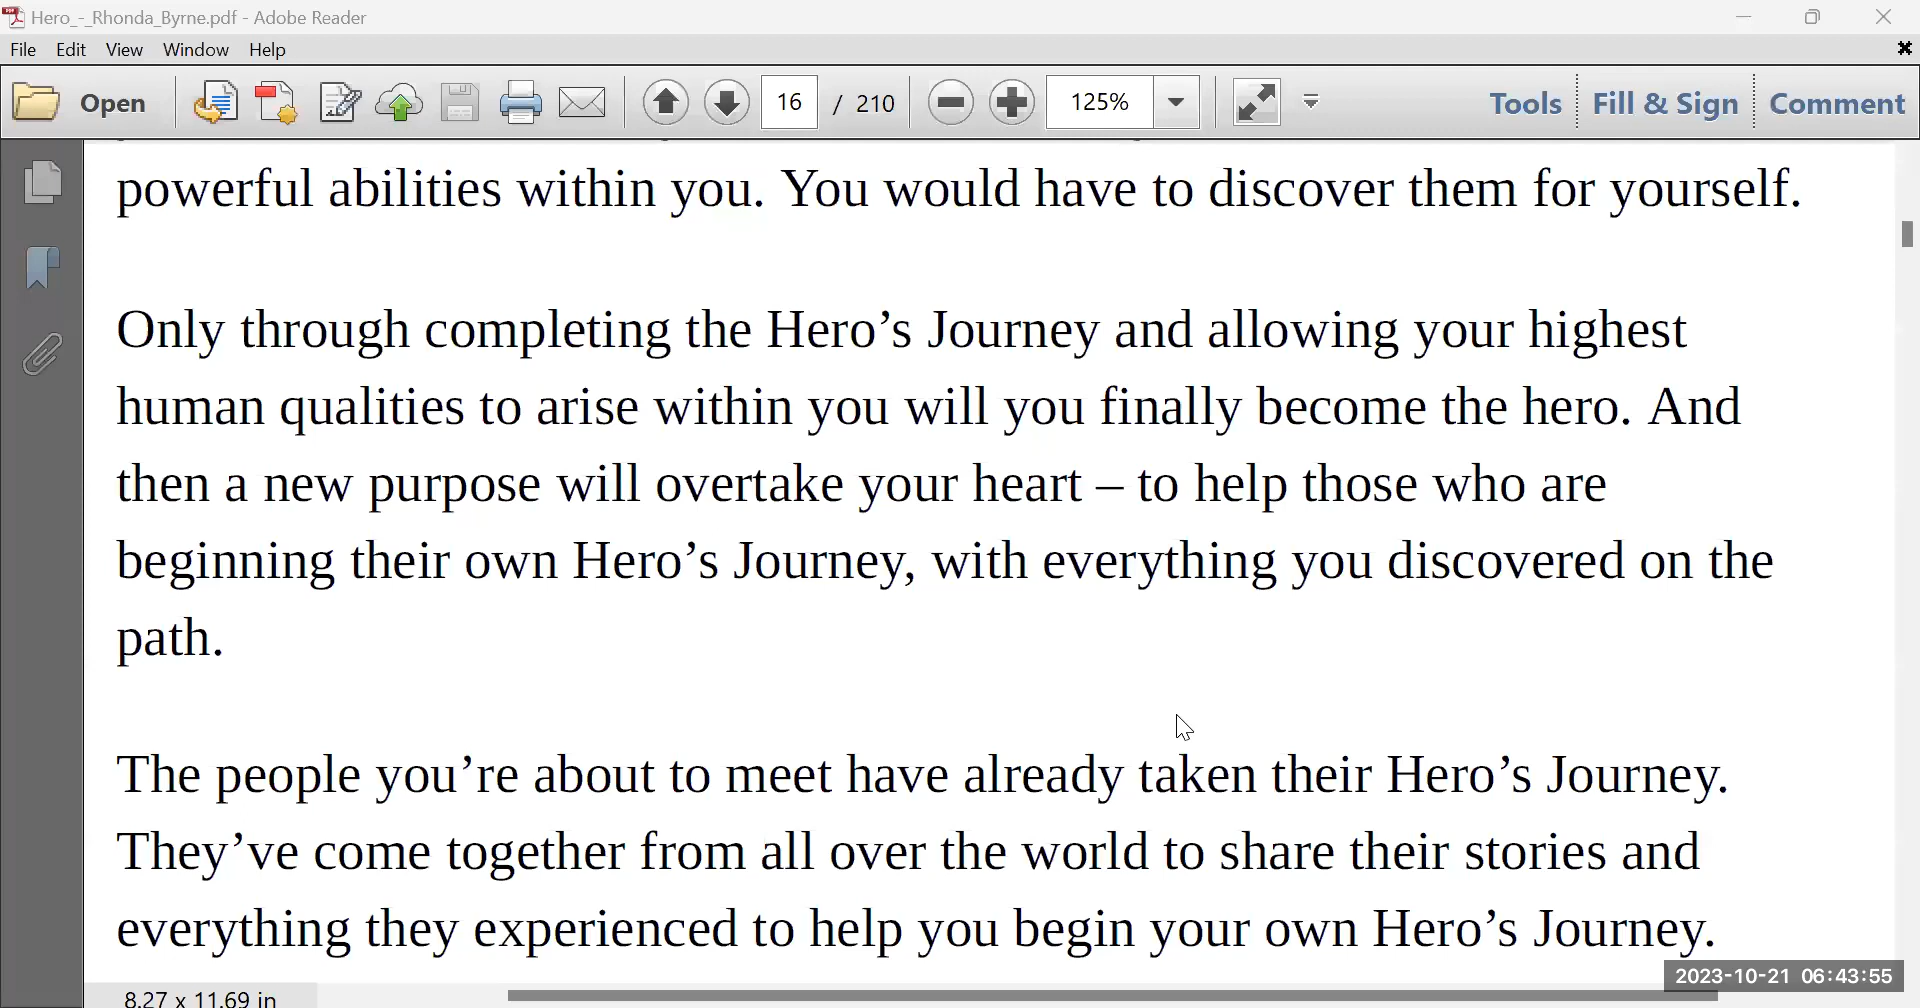 Hero_-_Rhonda_Byrne.pdf - Adobe Reader
File Edit View Window Help
Open 16 / 210 125% Tools Fill & Sign Comment
powerful abilities within you. You would have to discover them for yourself.
Only through completing the Hero’s Journey and allowing your highest
human qualities to arise within you will you finally become the hero. And
then a new purpose will overtake your heart – to help those who are
beginning their own Hero’s Journey, with everything you discovered on the
path.
The people you’re about to meet have already taken their Hero’s Journey.
They’ve come together from all over the world to share their stories and
everything they experienced to help you begin your own Hero’s Journey.
2023-10-21 06:43:55
8.27 x 11.69 in